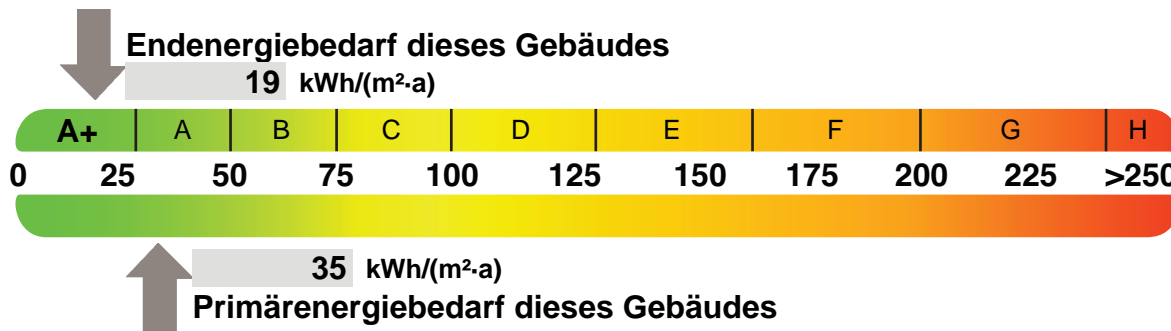 Endenergiebedarf dieses Gebäudes
19 kWh/(m²·a)
A+ A B C D E F G H
0 25 50 75 100 125 150 175 200 225 >250
35 kWh/(m²·a)
Primärenergiebedarf dieses Gebäudes